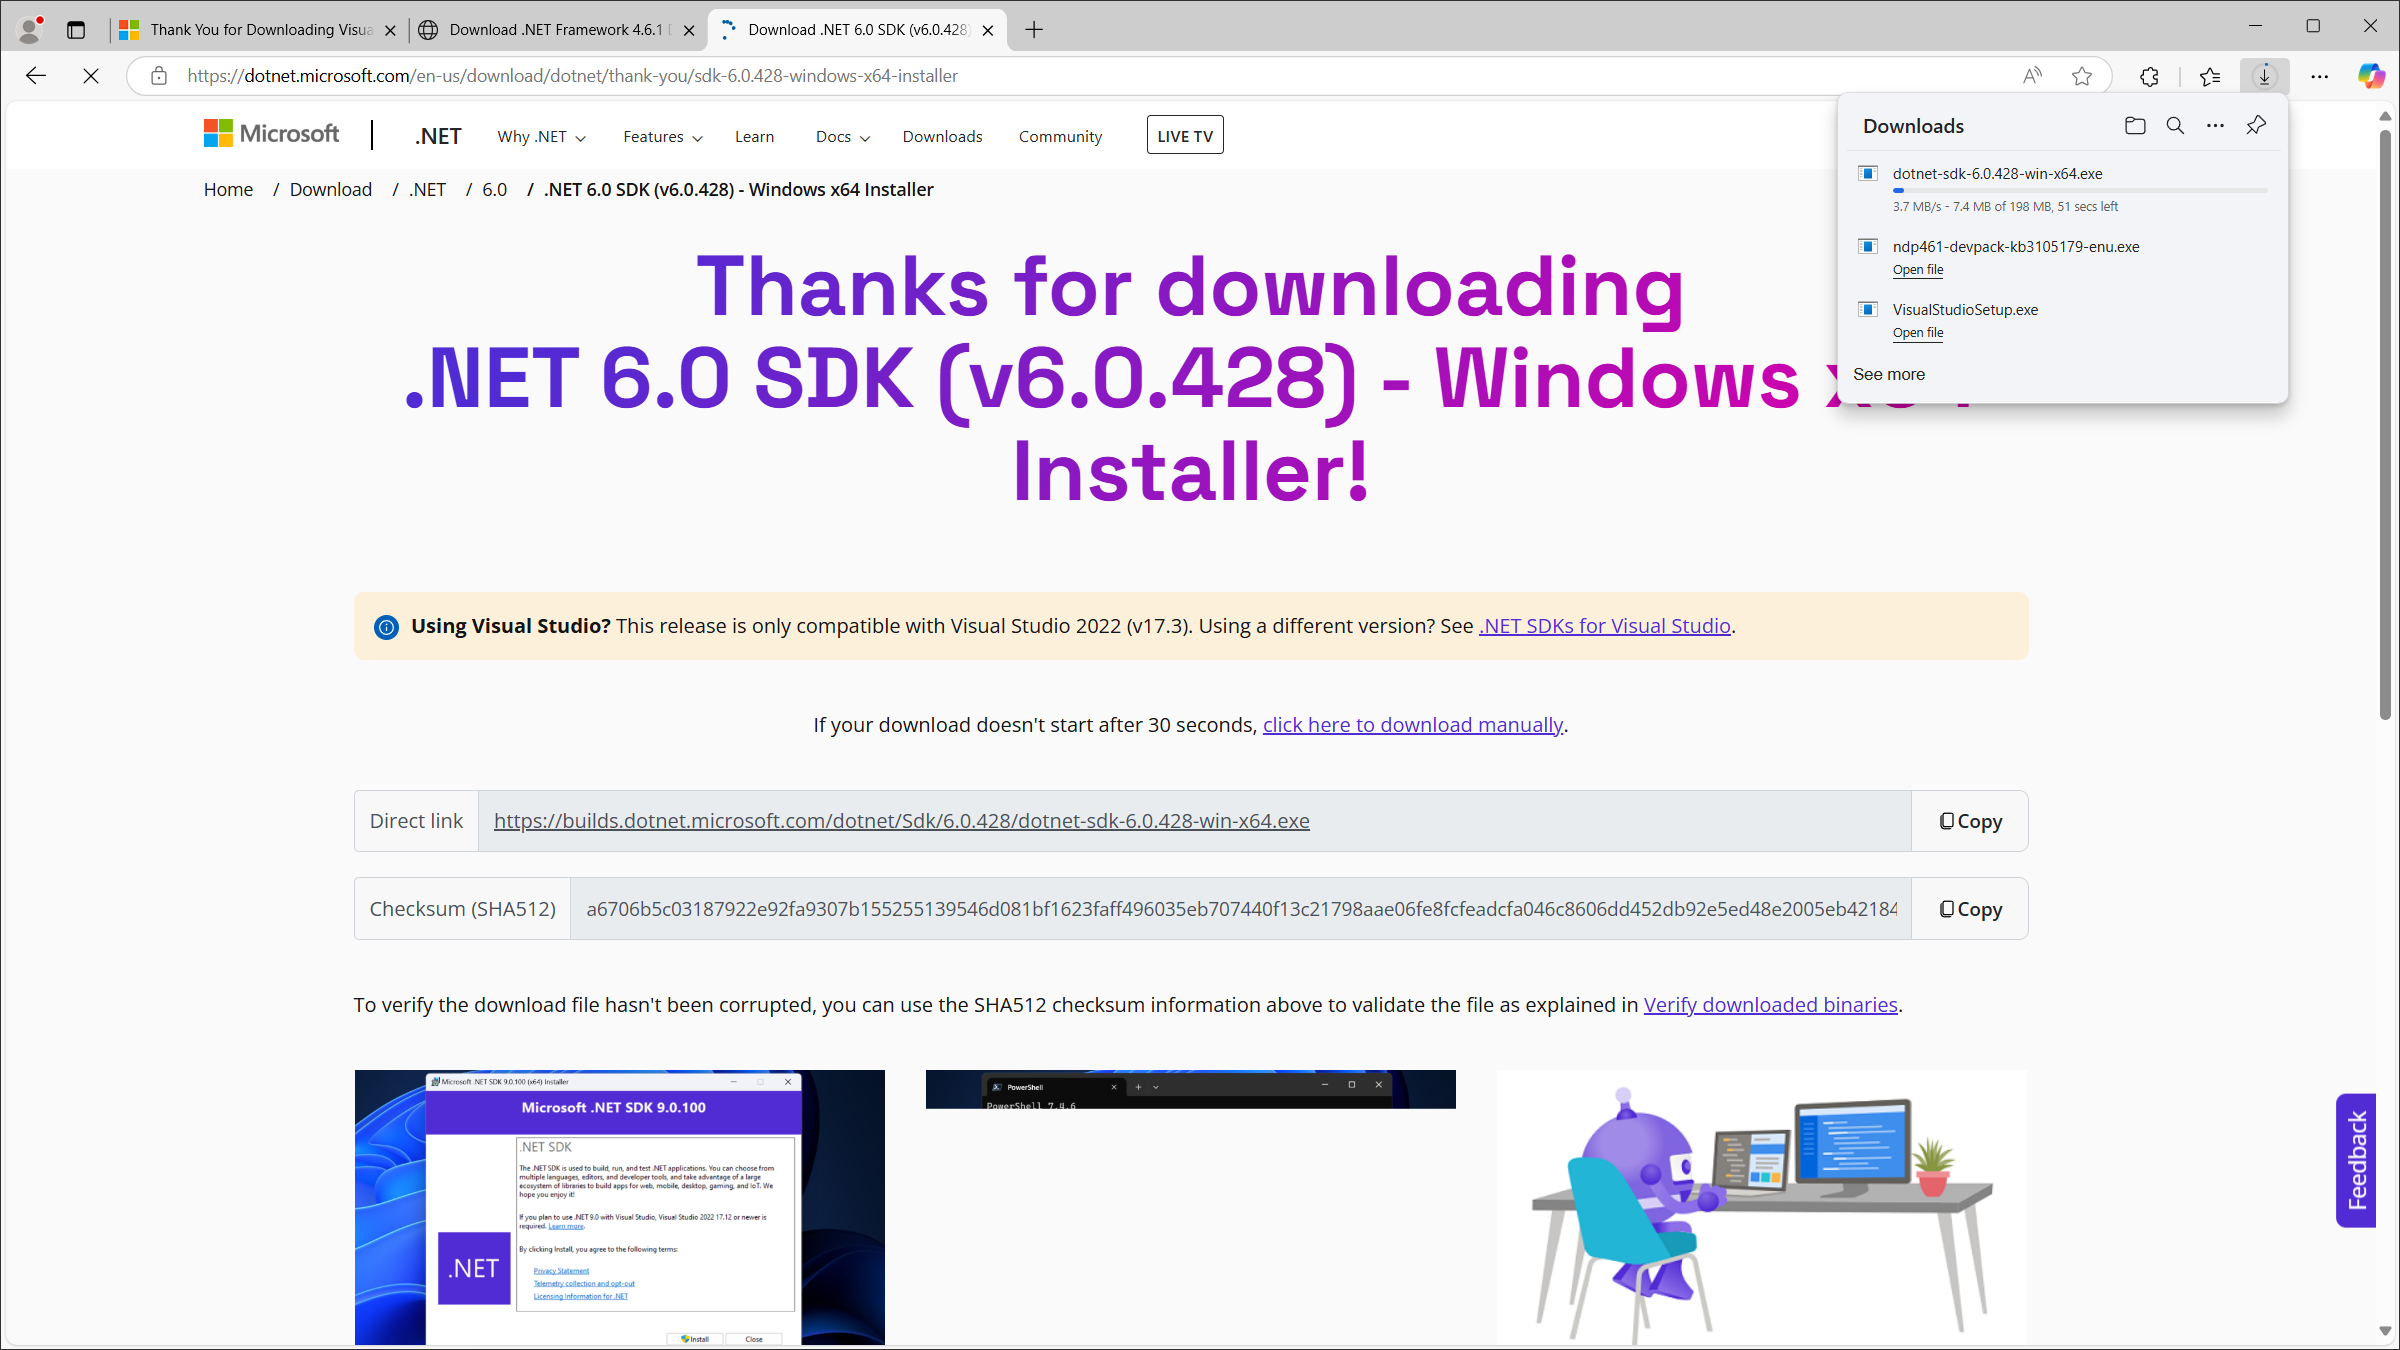 Thank You for Downloading Visua
Download .NET Framework 4.6.1 D
Download .NET 6.0 SDK (v6.0.428)
https://dotnet.microsoft.com/en-us/download/dotnet/thank-you/sdk-6.0.428-windows-x64-installer
Microsoft
.NET
Why .NET
Features
Learn
Docs
Downloads
Community
LIVE TV
Home / Download / .NET / 6.0 / .NET 6.0 SDK (v6.0.428) - Windows x64 Installer
Downloads
dotnet-sdk-6.0.428-win-x64.exe
3.7 MB/s - 7.4 MB of 198 MB, 51 secs left
ndp461-devpack-kb3105179-enu.exe
Open file
VisualStudioSetup.exe
Open file
See more
Thanks for downloading
.NET 6.0 SDK (v6.0.428) - Windows x64
Installer!
Using Visual Studio? This release is only compatible with Visual Studio 2022 (v17.3). Using a different version? See .NET SDKs for Visual Studio.
If your download doesn't start after 30 seconds, click here to download manually.
Direct link
https://builds.dotnet.microsoft.com/dotnet/Sdk/6.0.428/dotnet-sdk-6.0.428-win-x64.exe
Copy
Checksum (SHA512)
a6706b5c03187922e92fa9307b155255139546d081bf1623faff496035eb707440f13c21798aae06fe8fcfeadcfa046c8606dd452db92e5ed48e2005eb42184
Copy
To verify the download file hasn't been corrupted, you can use the SHA512 checksum information above to validate the file as explained in Verify downloaded binaries.
Microsoft .NET SDK 9.0.100 (x64) Installer
Microsoft .NET SDK 9.0.100
.NET SDK
The .NET SDK is used to build, run, and test .NET applications. You can choose from
multiple languages, editors, and developer tools, and take advantage of a large
ecosystem of libraries to build apps for web, mobile, desktop, gaming, and IoT. We
hope you enjoy it!
If you plan to use .NET 9.0 with Visual Studio, Visual Studio 2022 17.12 or newer is
required. Learn more.
By clicking Install, you agree to the following terms:
Privacy Statement
Telemetry collection and opt-out
Licensing Information for .NET
.NET
Install
Close
PowerShell
PowerShell 7.4.6
Feedback